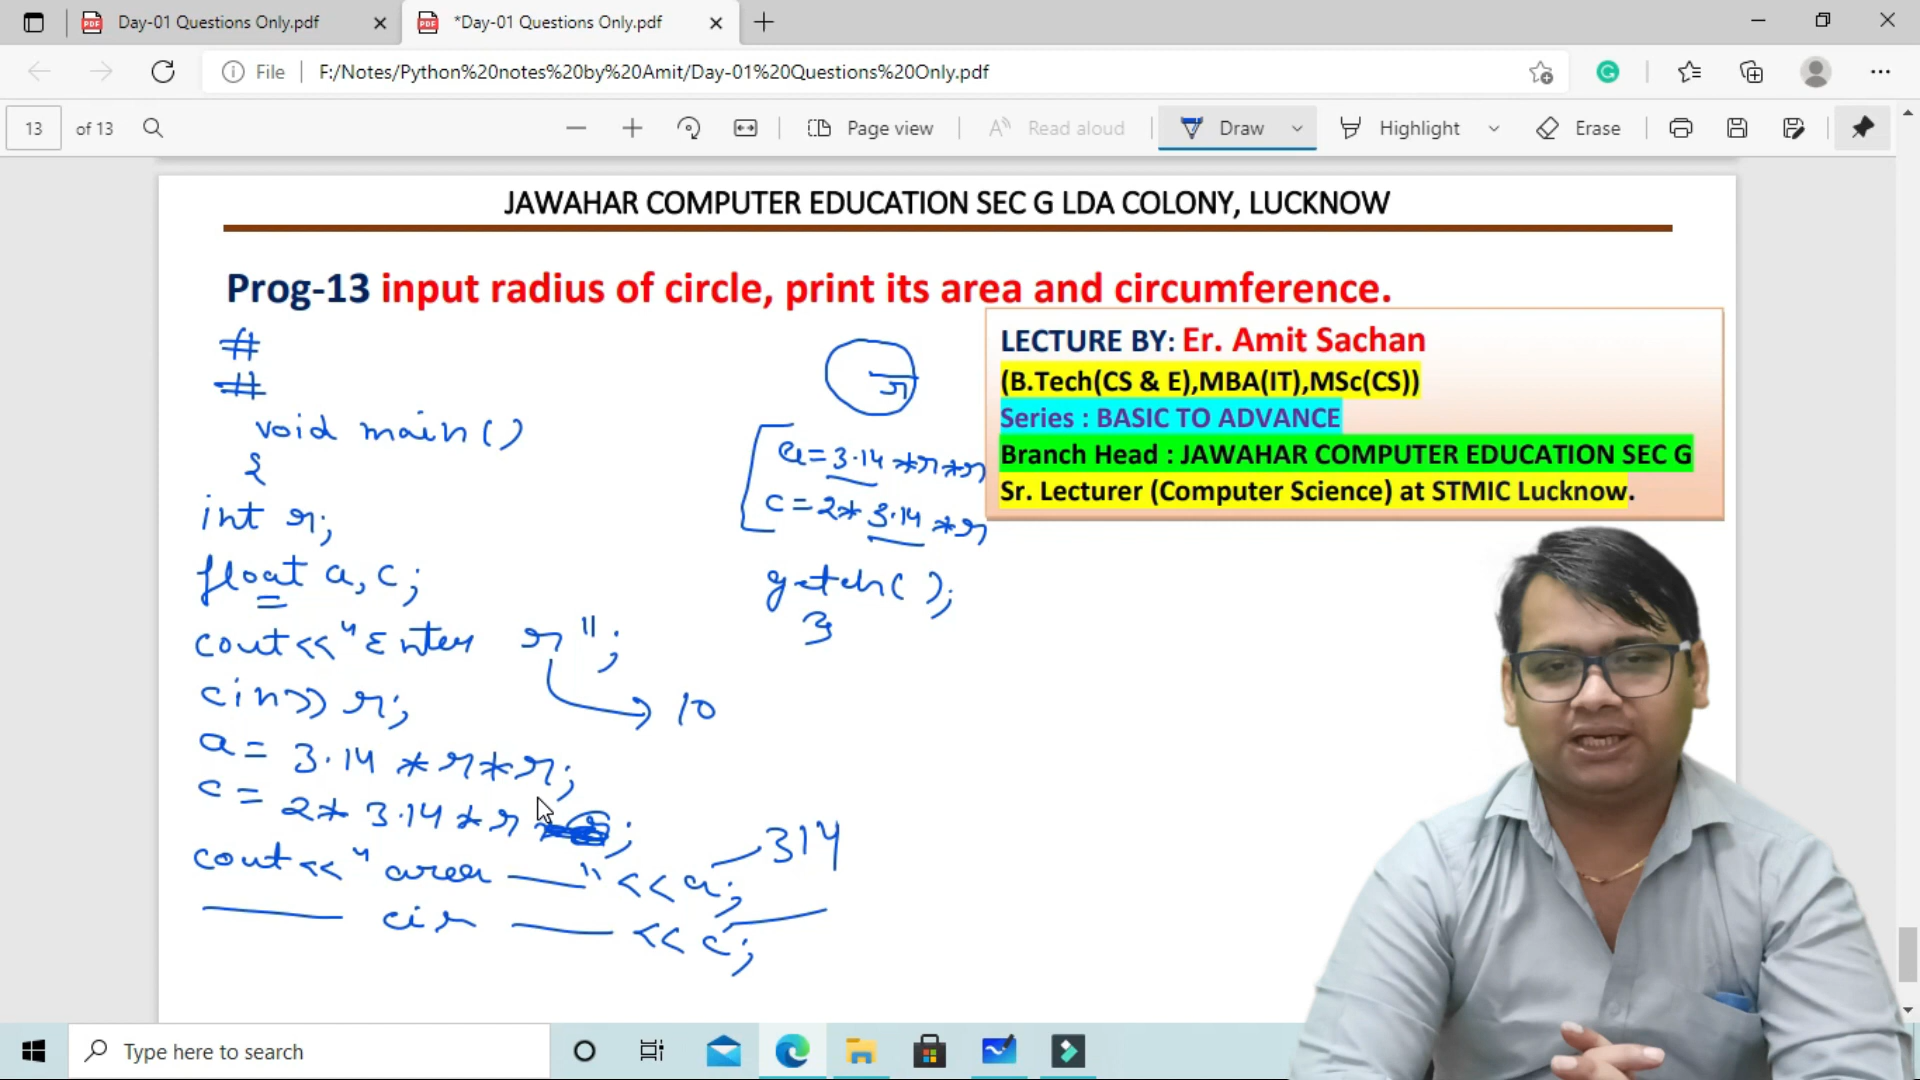 Day-01 Questions Only.pdf
*Day-01 Questions Only.pdf
File
F:/Notes/Python%20notes%20by%20Amit/Day-01%20Questions%20Only.pdf
13 of 13
Page view
Read aloud
Draw
Highlight
Erase
JAWAHAR COMPUTER EDUCATION SEC G LDA COLONY, LUCKNOW
Prog-13 input radius of circle, print its area and circumference.
LECTURE BY: Er. Amit Sachan
(B.Tech(CS & E),MBA(IT),MSc(CS))
Series : BASIC TO ADVANCE
Branch Head : JAWAHAR COMPUTER EDUCATION SEC G
Sr. Lecturer (Computer Science) at STMIC Lucknow.
#
#
void main()
{
int r;
float a, c;
cout<<"Enter r";
cin>>r;
10
a = 3.14 *r*r;
c = 2* 3.14 *r ;
cout<<" area — "<<a;
314
cir — <<c;
r
a = 3.14 *r*r
c = 2* 3.14 *r
getch();
}
Type here to search